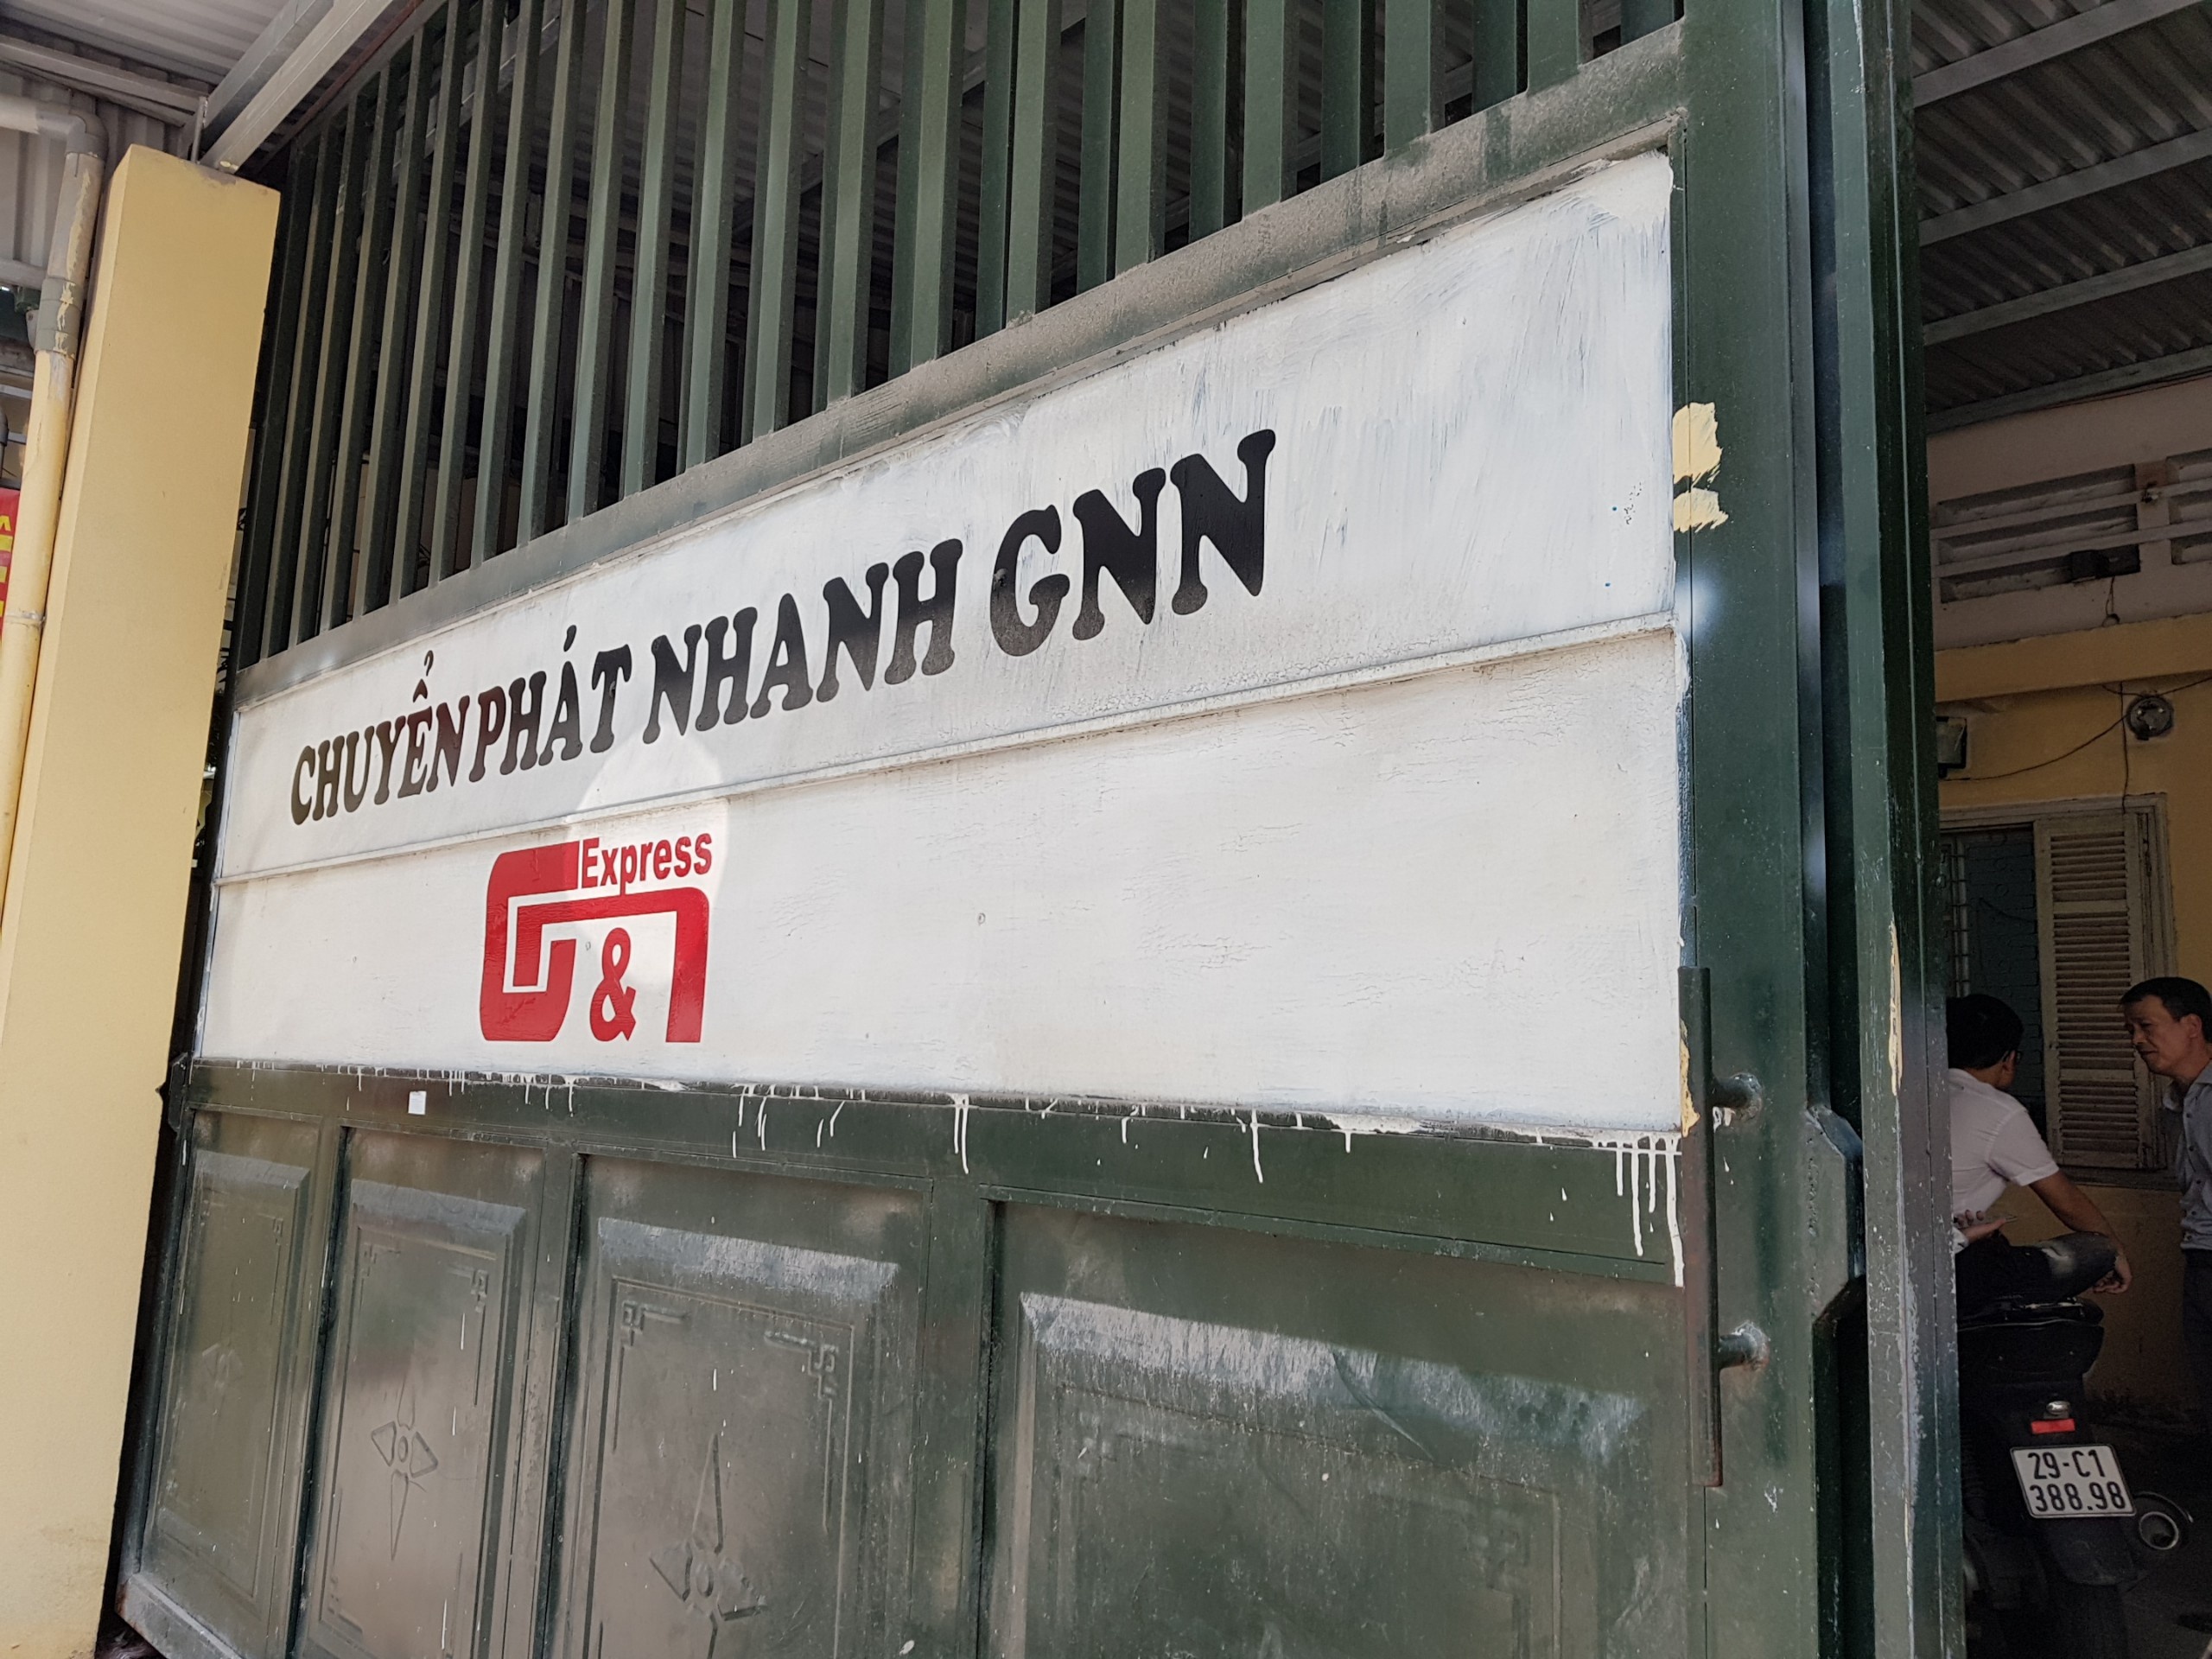 CHUYỂN PHÁT NHANH GNN
Express
G&n
29-C1
388.98